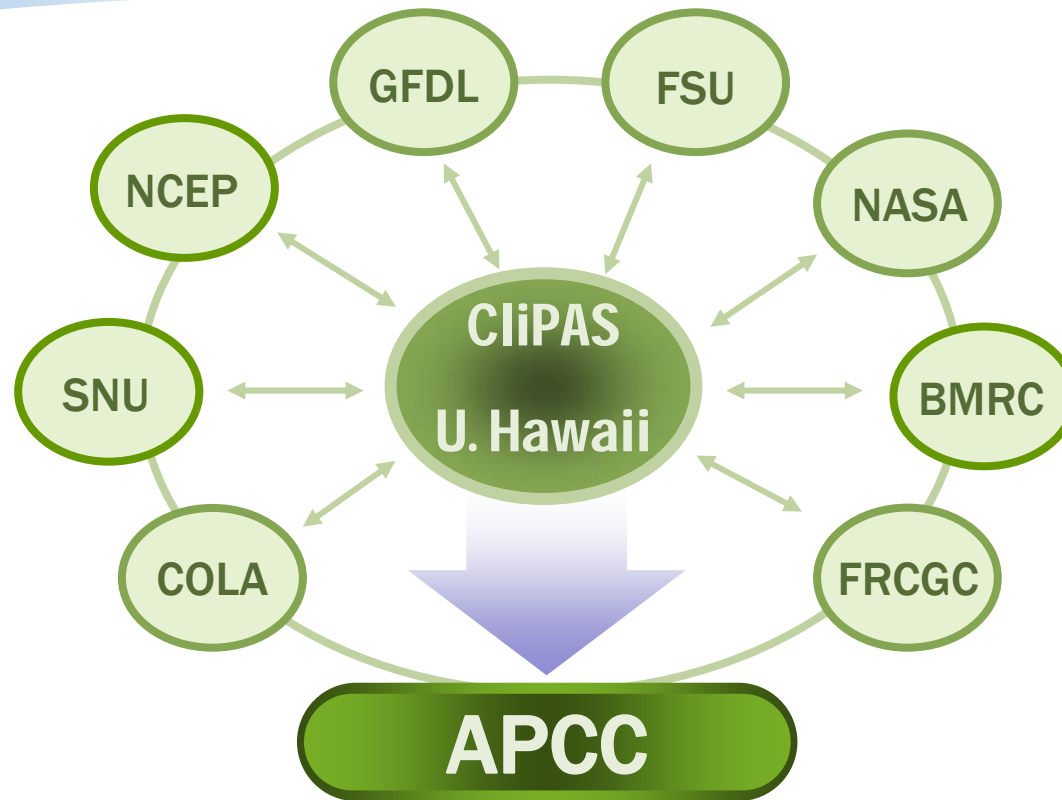 GFDL
FSU
NCEP
NASA
CliPAS
U. Hawaii
SNU
BMRC
COLA
FRCGC
APCC